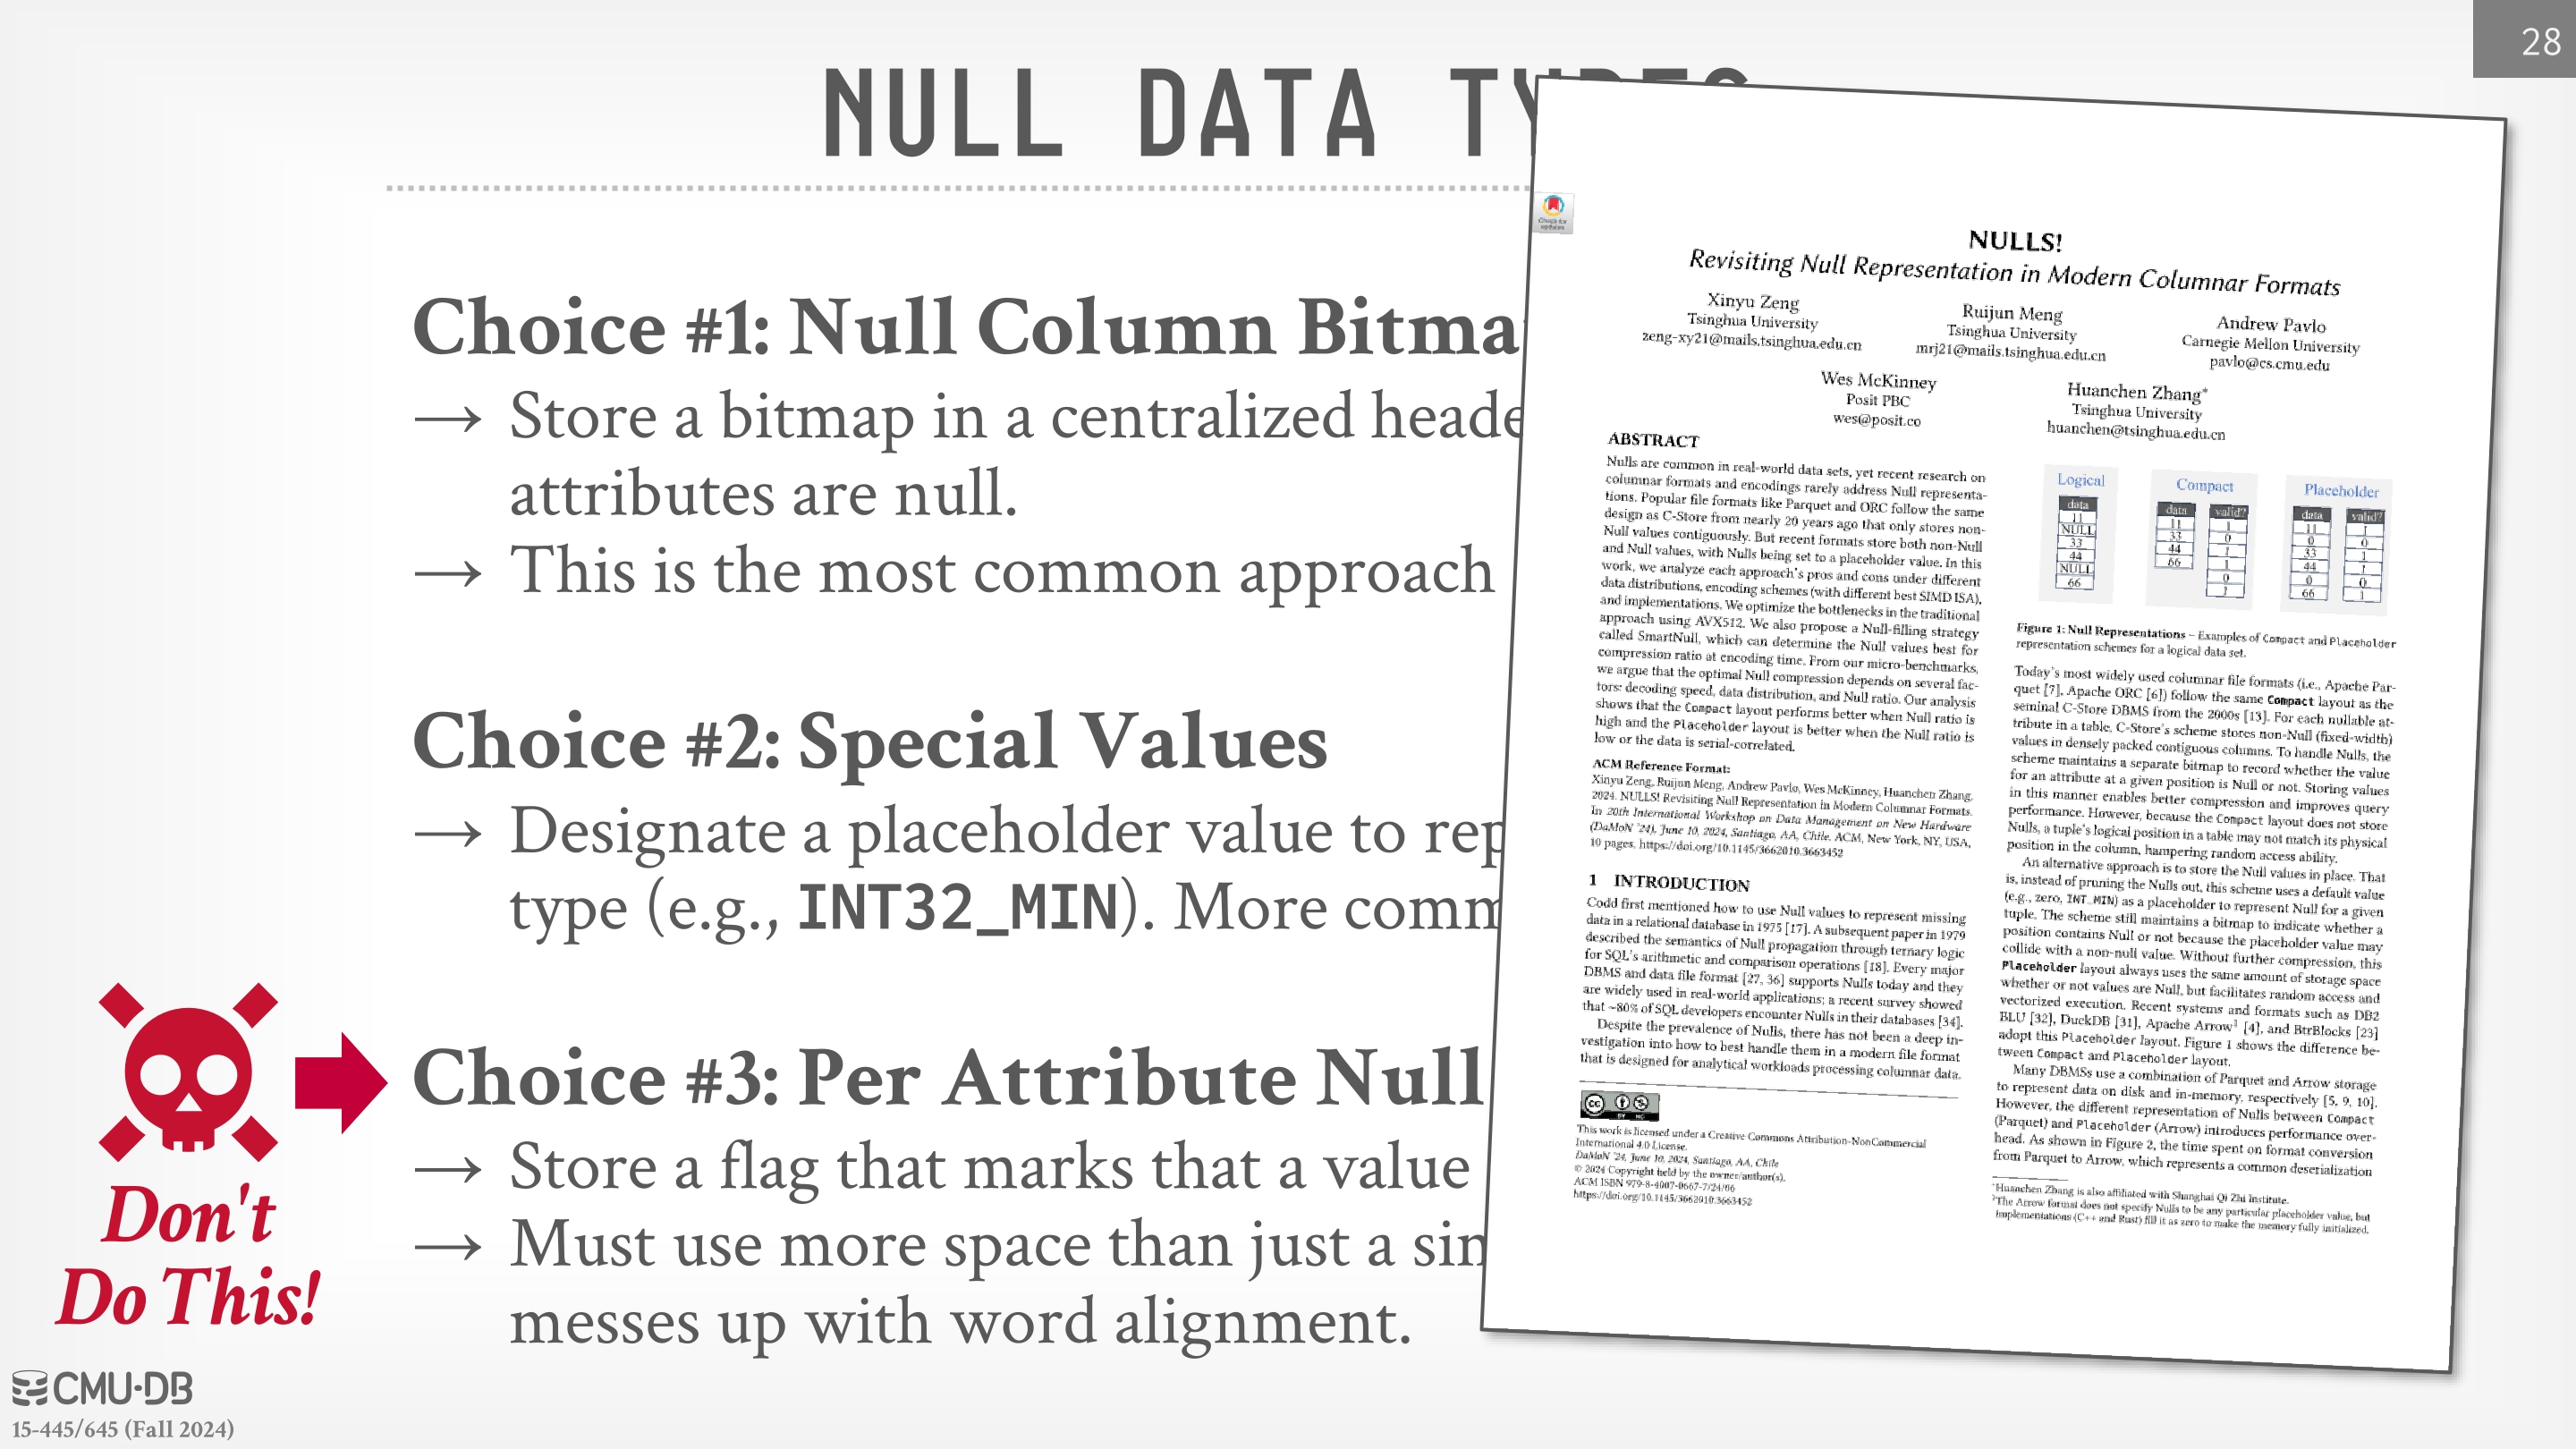 28
NULL DATA TYPES
Choice #1: Null Column Bitma
→ Store a bitmap in a centralized heade
attributes are null.
→ This is the most common approach
Choice #2: Special Values
→ Designate a placeholder value to rep
type (e.g., INT32_MIN). More comm
Choice #3: Per Attribute Null
→ Store a flag that marks that a value
→ Must use more space than just a sin
messes up with word alignment.
Don't
Do This!
CMU·DB
15-445/645 (Fall 2024)
Check for
updates
NULLS!
Revisiting Null Representation in Modern Columnar Formats
Xinyu Zeng
Tsinghua University
zeng-xy21@mails.tsinghua.edu.cn
Ruijun Meng
Tsinghua University
mrj21@mails.tsinghua.edu.cn
Andrew Pavlo
Carnegie Mellon University
pavlo@cs.cmu.edu
Wes McKinney
Posit PBC
wes@posit.co
Huanchen Zhang*
Tsinghua University
huanchen@tsinghua.edu.cn
ABSTRACT
Nulls are common in real-world data sets, yet recent research on
columnar formats and encodings rarely address Null representa-
tions. Popular file formats like Parquet and ORC follow the same
design as C-Store from nearly 20 years ago that only stores non-
Null values contiguously. But recent formats store both non-Null
and Null values, with Nulls being set to a placeholder value. In this
work, we analyze each approach's pros and cons under different
data distributions, encoding schemes (with different best SIMD ISA),
and implementations. We optimize the bottlenecks in the traditional
approach using AVX512. We also propose a Null-filling strategy
called SmartNull, which can determine the Null values best for
compression ratio at encoding time. From our micro-benchmarks,
we argue that the optimal Null compression depends on several fac-
tors: decoding speed, data distribution, and Null ratio. Our analysis
shows that the Compact layout performs better when Null ratio is
high and the Placeholder layout is better when the Null ratio is
low or the data is serial-correlated.
ACM Reference Format:
Xinyu Zeng, Ruijun Meng, Andrew Pavlo, Wes McKinney, Huanchen Zhang.
2024. NULLS! Revisiting Null Representation in Modern Columnar Formats.
In 20th International Workshop on Data Management on New Hardware
(DaMoN '24), June 10, 2024, Santiago, AA, Chile. ACM, New York, NY, USA,
10 pages. https://doi.org/10.1145/3662010.3663452
1 INTRODUCTION
Codd first mentioned how to use Null values to represent missing
data in a relational database in 1975 [17]. A subsequent paper in 1979
described the semantics of Null propagation through ternary logic
for SQL's arithmetic and comparison operations [18]. Every major
DBMS and data file format [27, 36] supports Nulls today and they
are widely used in real-world applications; a recent survey showed
that ~80% of SQL developers encounter Nulls in their databases [34].
Despite the prevalence of Nulls, there has not been a deep in-
vestigation into how to best handle them in a modern file format
that is designed for analytical workloads processing columnar data.
CC BY NC
This work is licensed under a Creative Commons Attribution-NonCommercial
International 4.0 License.
DaMoN '24, June 10, 2024, Santiago, AA, Chile
© 2024 Copyright held by the owner/author(s).
ACM ISBN 979-8-4007-0667-7/24/06
https://doi.org/10.1145/3662010.3663452
Logical
data
11
NULL
33
44
NULL
66
Compact
data valid?
11 1
33 0
44 1
66 1
0
1
Placeholder
data valid?
11 1
0 0
33 1
44 1
0 0
66 1
Figure 1: Null Representations – Examples of Compact and Placeholder
representation schemes for a logical data set.
Today's most widely used columnar file formats (i.e., Apache Par-
quet [7], Apache ORC [6]) follow the same Compact layout as the
seminal C-Store DBMS from the 2000s [13]. For each nullable at-
tribute in a table, C-Store's scheme stores non-Null (fixed-width)
values in densely packed contiguous columns. To handle Nulls, the
scheme maintains a separate bitmap to record whether the value
for an attribute at a given position is Null or not. Storing values
in this manner enables better compression and improves query
performance. However, because the Compact layout does not store
Nulls, a tuple's logical position in a table may not match its physical
position in the column, hampering random access ability.
An alternative approach is to store the Null values in place. That
is, instead of pruning the Nulls out, this scheme uses a default value
(e.g., zero, INT_MIN) as a placeholder to represent Null for a given
tuple. The scheme still maintains a bitmap to indicate whether a
position contains Null or not because the placeholder value may
collide with a non-null value. Without further compression, this
Placeholder layout always uses the same amount of storage space
whether or not values are Null, but facilitates random access and
vectorized execution. Recent systems and formats such as DB2
BLU [32], DuckDB [31], Apache Arrow¹ [4], and BtrBlocks [23]
adopt this Placeholder layout. Figure 1 shows the difference be-
tween Compact and Placeholder layout.
Many DBMSs use a combination of Parquet and Arrow storage
to represent data on disk and in-memory, respectively [5, 9, 10].
However, the different representation of Nulls between Compact
(Parquet) and Placeholder (Arrow) introduces performance over-
head. As shown in Figure 2, the time spent on format conversion
from Parquet to Arrow, which represents a common deserialization
*Huanchen Zhang is also affiliated with Shanghai Qi Zhi Institute.
¹The Arrow format does not specify Nulls to be any particular placeholder value, but
implementations (C++ and Rust) fill it as zero to make the memory fully initialized.